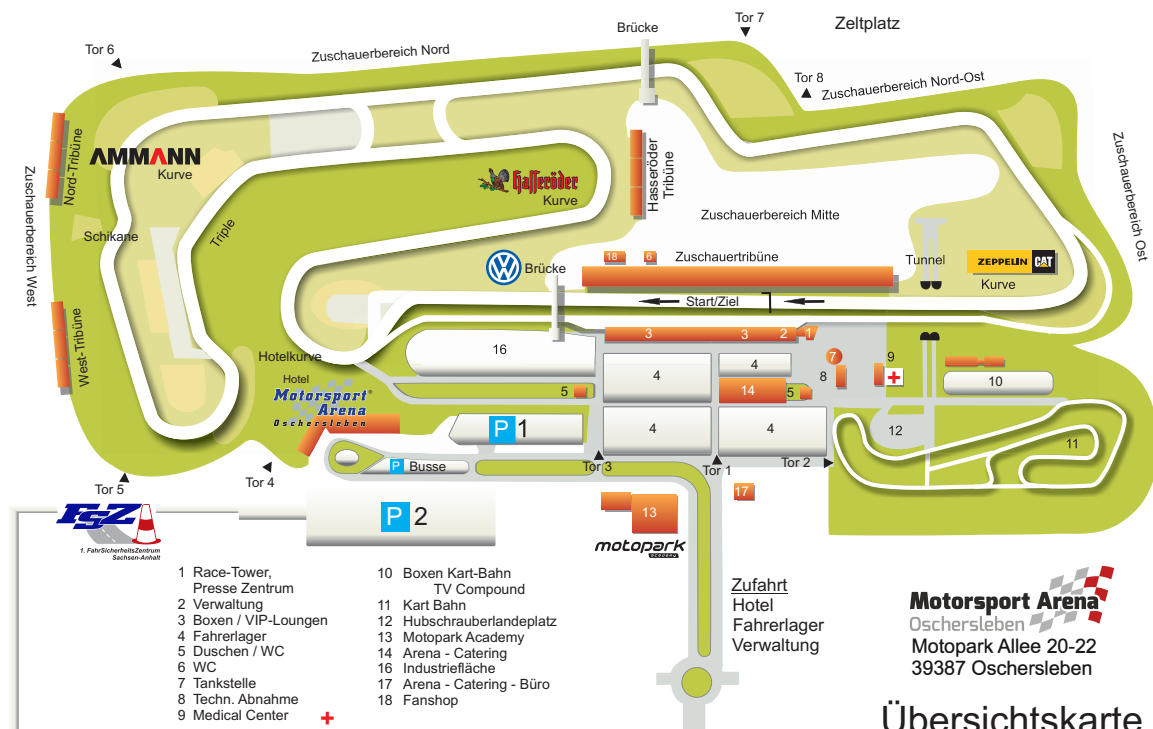 Tor 7
Zeltplatz
Brücke
Tor 6
Zuschauerbereich Nord
Tor 8
Zuschauerbereich Nord-Ost
Nord-Tribüne
AMMANN
Kurve
Hasseröder
Kurve
Hasseröder
Tribüne
Zuschauerbereich Ost
Zuschauerbereich West
Schikane
Triple
Zuschauerbereich Mitte
VW
Brücke
18
6
Zuschauertribüne
Tunnel
ZEPPELIN CAT
Kurve
Start/Ziel
West-Tribüne
3
3
2
1
16
Hotelkurve
4
4
7
8
9
10
Hotel
Motorsport
Arena
Oschersleben
5
14
5
P 1
4
4
12
11
P Busse
Tor 3
Tor 1
Tor 2
Tor 5
Tor 4
17
FSZ
1. FahrSicherheitsZentrum
Sachsen-Anhalt
P 2
13
motopark
academy
1 Race-Tower,
Presse Zentrum
2 Verwaltung
3 Boxen / VIP-Loungen
4 Fahrerlager
5 Duschen / WC
6 WC
7 Tankstelle
8 Techn. Abnahme
9 Medical Center
10 Boxen Kart-Bahn
TV Compound
11 Kart Bahn
12 Hubschrauberlandeplatz
13 Motopark Academy
14 Arena - Catering
16 Industriefläche
17 Arena - Catering - Büro
18 Fanshop
Zufahrt
Hotel
Fahrerlager
Verwaltung
Motorsport Arena
Oschersleben
Motopark Allee 20-22
39387 Oschersleben
Übersichtskarte